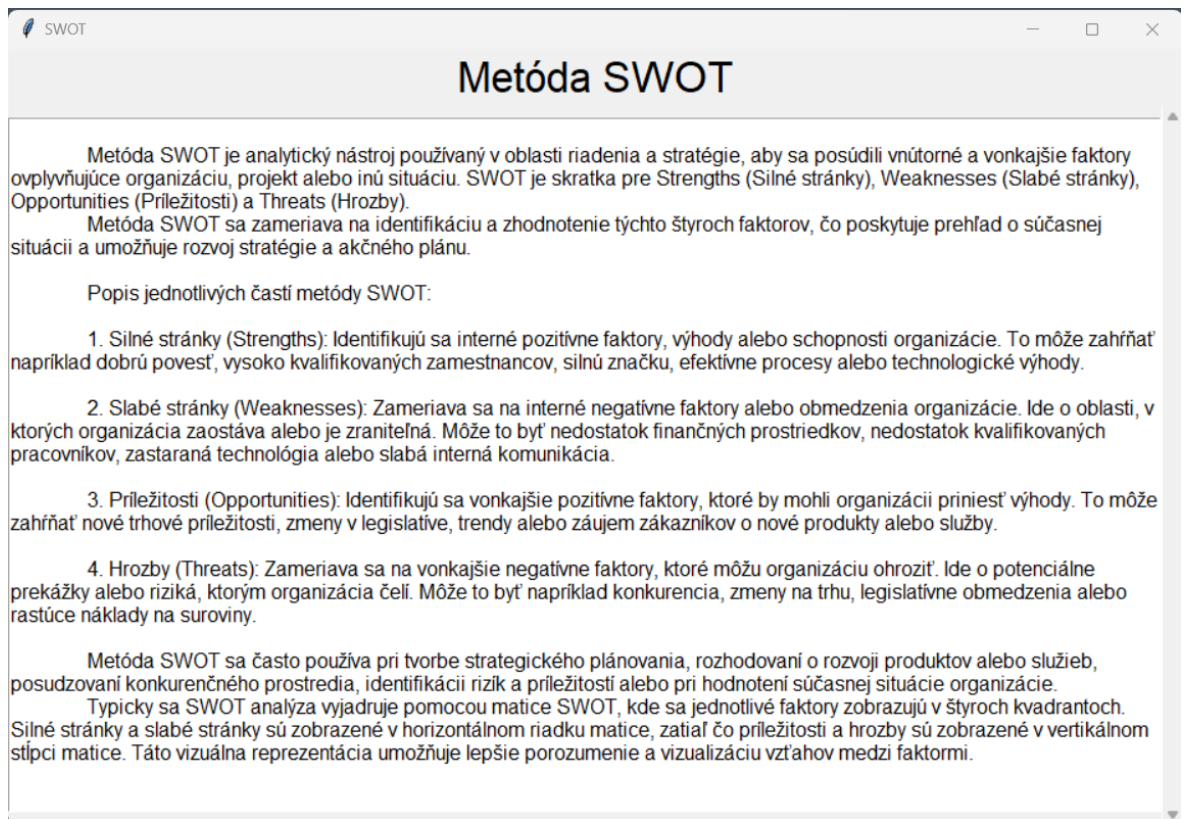 SWOT
Metóda SWOT
Metóda SWOT je analytický nástroj používaný v oblasti riadenia a stratégie, aby sa posúdili vnútorné a vonkajšie faktory
ovplyvňujúce organizáciu, projekt alebo inú situáciu. SWOT je skratka pre Strengths (Silné stránky), Weaknesses (Slabé stránky),
Opportunities (Príležitosti) a Threats (Hrozby).
Metóda SWOT sa zameriava na identifikáciu a zhodnotenie týchto štyroch faktorov, čo poskytuje prehľad o súčasnej
situácii a umožňuje rozvoj stratégie a akčného plánu.
Popis jednotlivých častí metódy SWOT:
1. Silné stránky (Strengths): Identifikujú sa interné pozitívne faktory, výhody alebo schopnosti organizácie. To môže zahŕňať
napríklad dobrú povesť, vysoko kvalifikovaných zamestnancov, silnú značku, efektívne procesy alebo technologické výhody.
2. Slabé stránky (Weaknesses): Zameriava sa na interné negatívne faktory alebo obmedzenia organizácie. Ide o oblasti, v
ktorých organizácia zaostáva alebo je zraniteľná. Môže to byť nedostatok finančných prostriedkov, nedostatok kvalifikovaných
pracovníkov, zastaraná technológia alebo slabá interná komunikácia.
3. Príležitosti (Opportunities): Identifikujú sa vonkajšie pozitívne faktory, ktoré by mohli organizácii priniesť výhody. To môže
zahŕňať nové trhové príležitosti, zmeny v legislatíve, trendy alebo záujem zákazníkov o nové produkty alebo služby.
4. Hrozby (Threats): Zameriava sa na vonkajšie negatívne faktory, ktoré môžu organizáciu ohroziť. Ide o potenciálne
prekážky alebo riziká, ktorým organizácia čelí. Môže to byť napríklad konkurencia, zmeny na trhu, legislatívne obmedzenia alebo
rastúce náklady na suroviny.
Metóda SWOT sa často používa pri tvorbe strategického plánovania, rozhodovaní o rozvoji produktov alebo služieb,
posudzovaní konkurenčného prostredia, identifikácii rizík a príležitostí alebo pri hodnotení súčasnej situácie organizácie.
Typicky sa SWOT analýza vyjadruje pomocou matice SWOT, kde sa jednotlivé faktory zobrazujú v štyroch kvadrantoch.
Silné stránky a slabé stránky sú zobrazené v horizontálnom riadku matice, zatiaľ čo príležitosti a hrozby sú zobrazené v vertikálnom
stĺpci matice. Táto vizuálna reprezentácia umožňuje lepšie porozumenie a vizualizáciu vzťahov medzi faktormi.